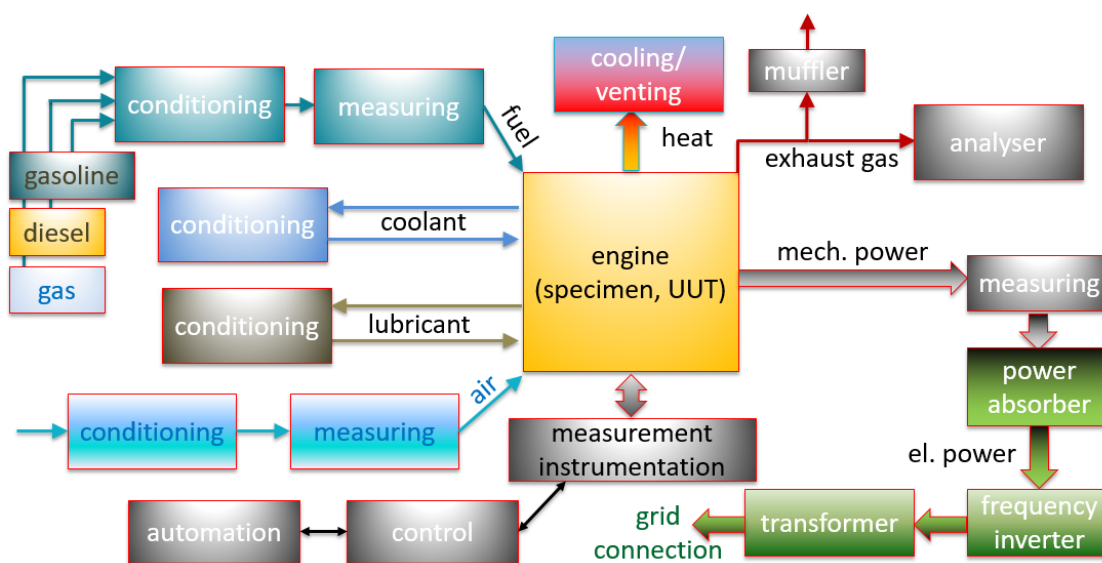 cooling/
venting
muffler
conditioning
measuring
fuel
heat
exhaust gas
analyser
gasoline
diesel
gas
conditioning
coolant
engine
(specimen, UUT)
mech. power
measuring
conditioning
lubricant
power
absorber
air
conditioning
measuring
measurement
instrumentation
el. power
automation
control
grid
connection
transformer
frequency
inverter